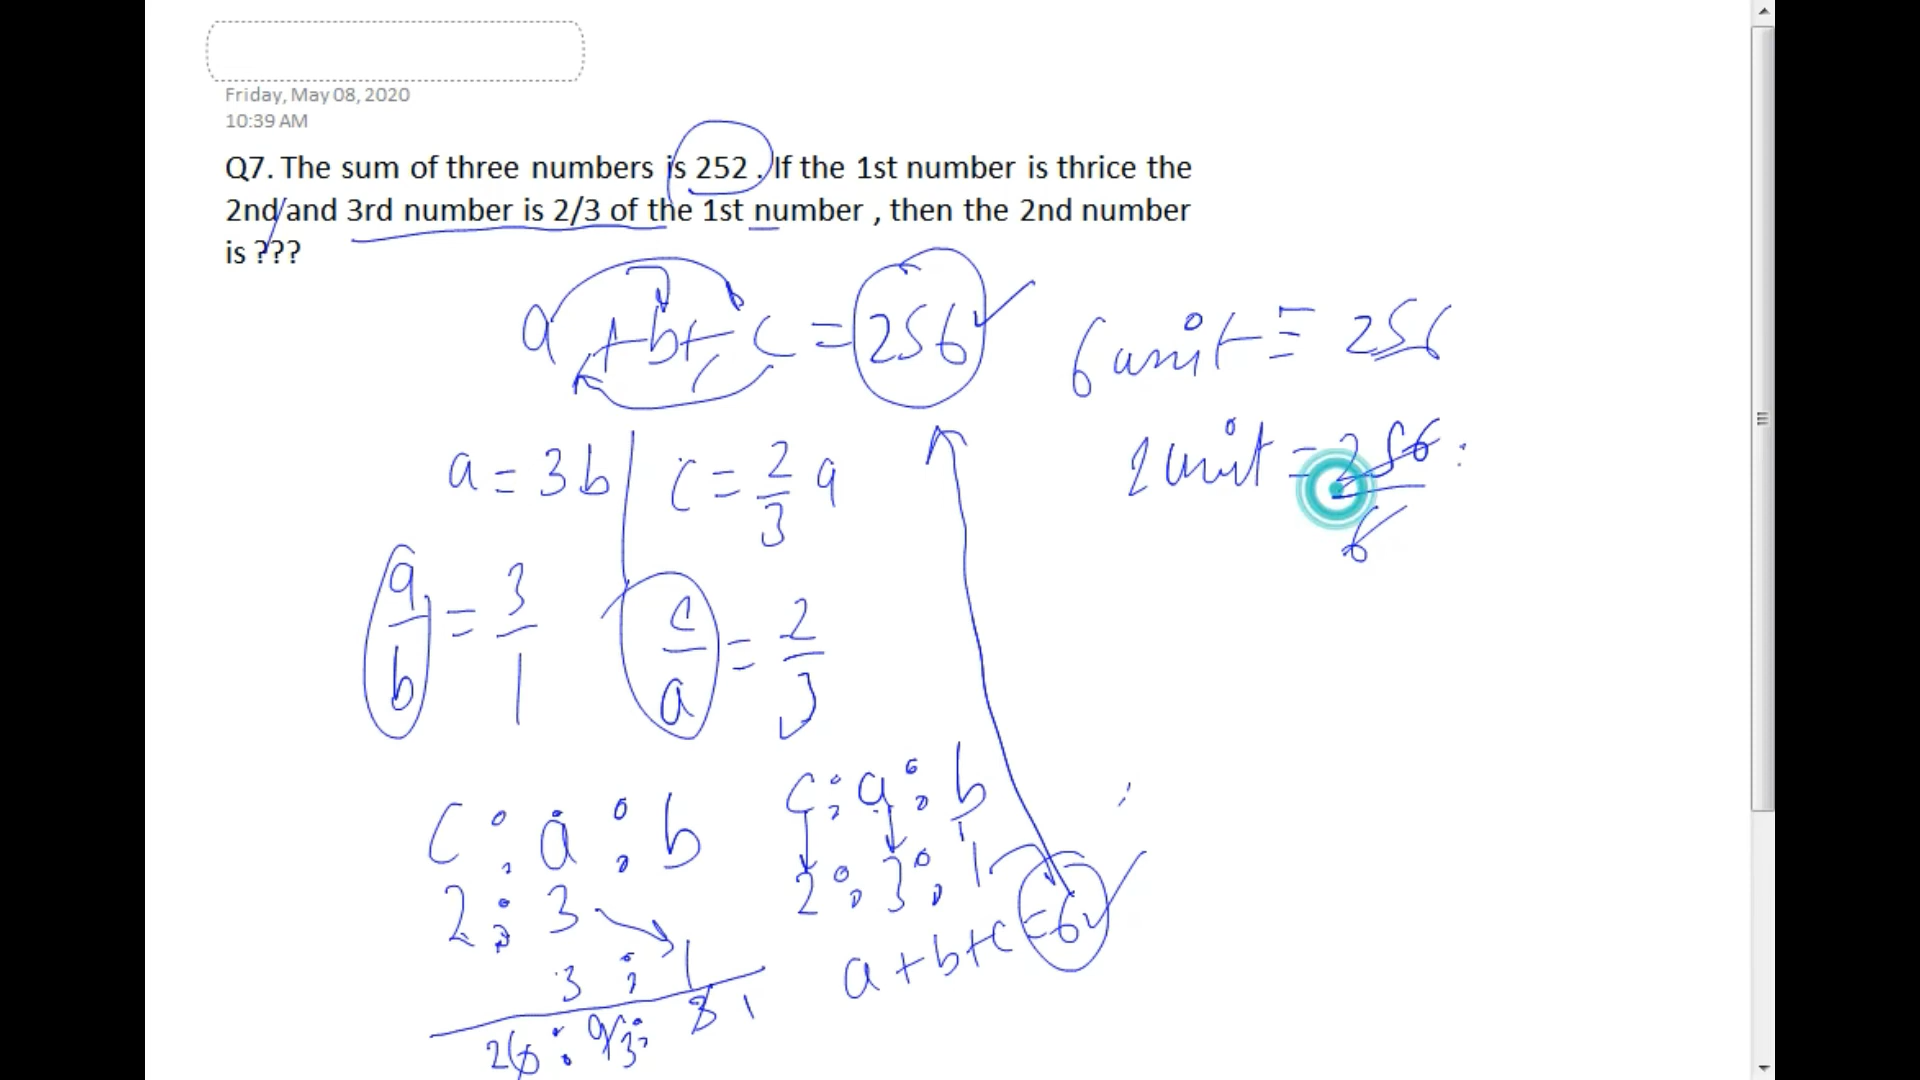 Friday, May 08, 2020
10:39 AM
Q7. The sum of three numbers is 252 . If the 1st number is thrice the
2nd and 3rd number is 2/3 of the 1st number , then the 2nd number
is ???
a + b + c = 256
6 unit = 256
2 unit = 256
6
a = 3b
c = 2/3 a
a/b = 3/1
c/a = 2/3
c : a : b
2 : 3
3 : 1
c : a : b
2 : 3 : 1
a + b + c = 6